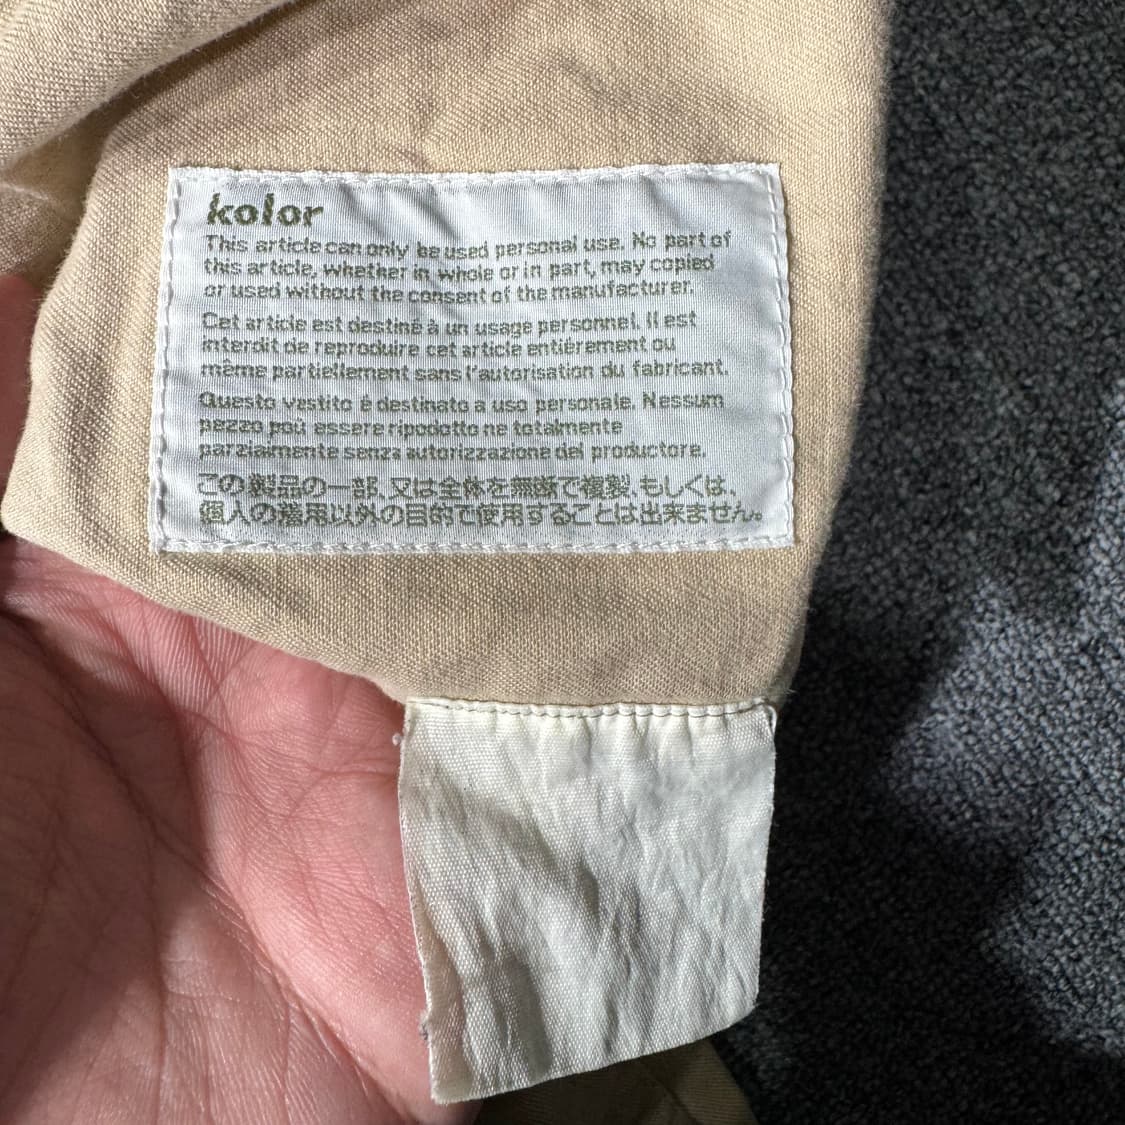 kolor
This article can only be used personal use. No part of
this article, whether in whole or in part, may copied
or used without the consent of the manufacturer.
Cet article est destiné à un usage personnel. Il est
interdit de reproduire cet article entièrement ou
même partiellement sans l'autorisation du fabricant.
Questo vestito é destinato a uso personale. Nessum
pezzo poù essere ripodotto ne totalmente
parzialmente senza autorizzazione del productore.
この製品の一部、又は全体を無断で複製、もしくは、
個人の着用以外の目的で使用することは出来ません。